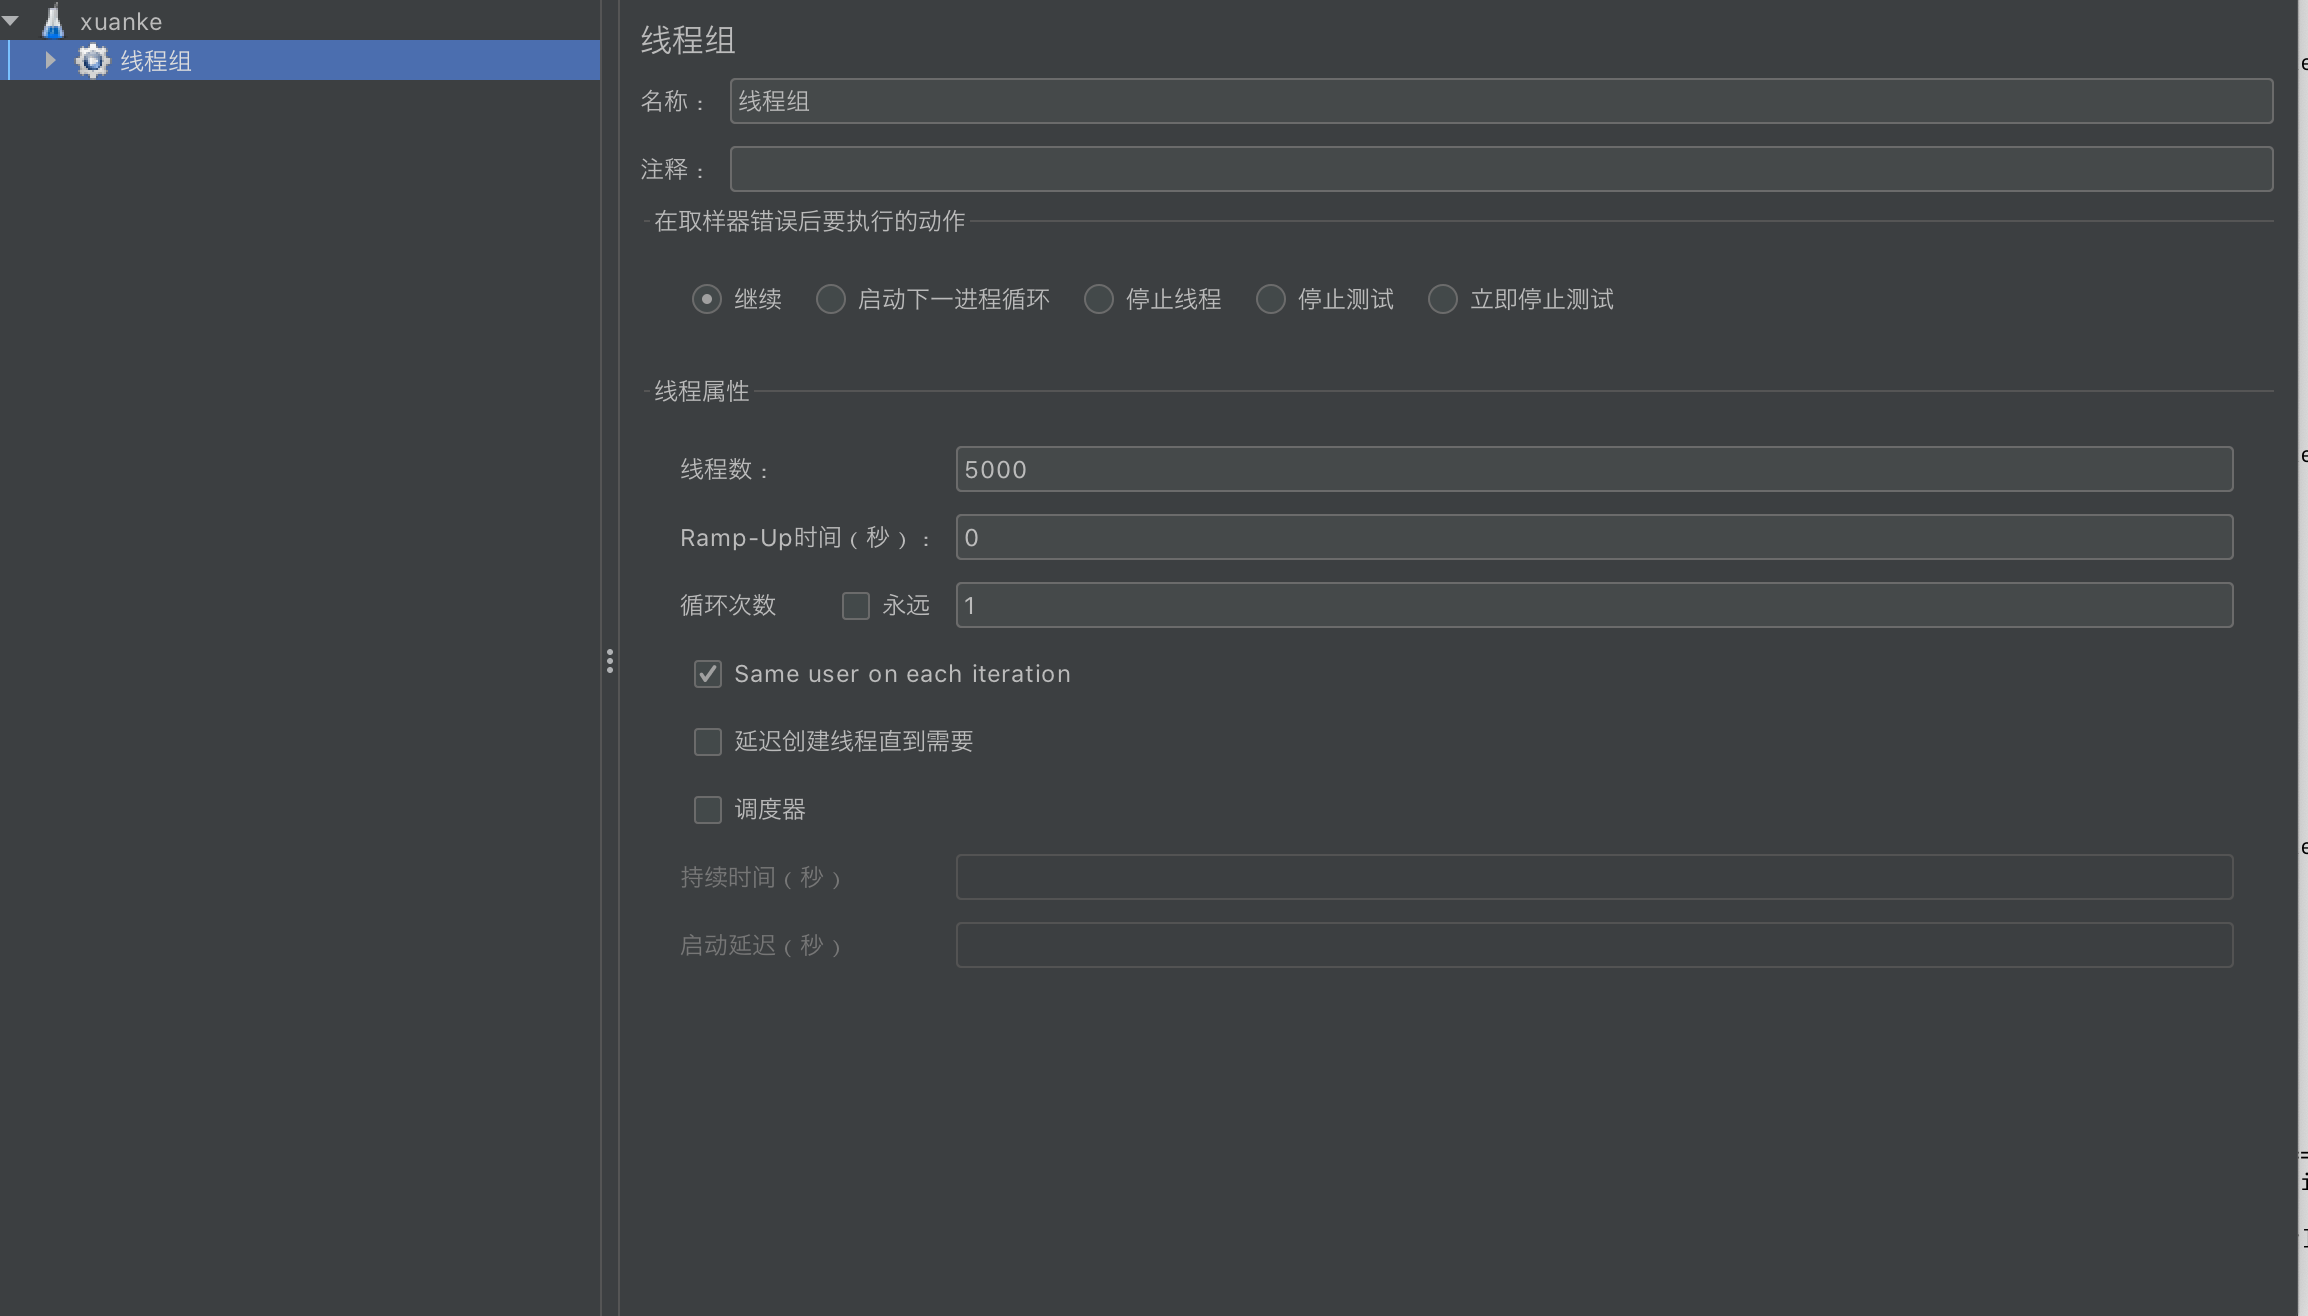 xuanke
线程组
线程组
名称： 线程组
注释：
在取样器错误后要执行的动作
继续 启动下一进程循环 停止线程 停止测试 立即停止测试
线程属性
线程数： 5000
Ramp-Up时间（秒）： 0
循环次数 永远 1
Same user on each iteration
延迟创建线程直到需要
调度器
持续时间（秒）
启动延迟（秒）